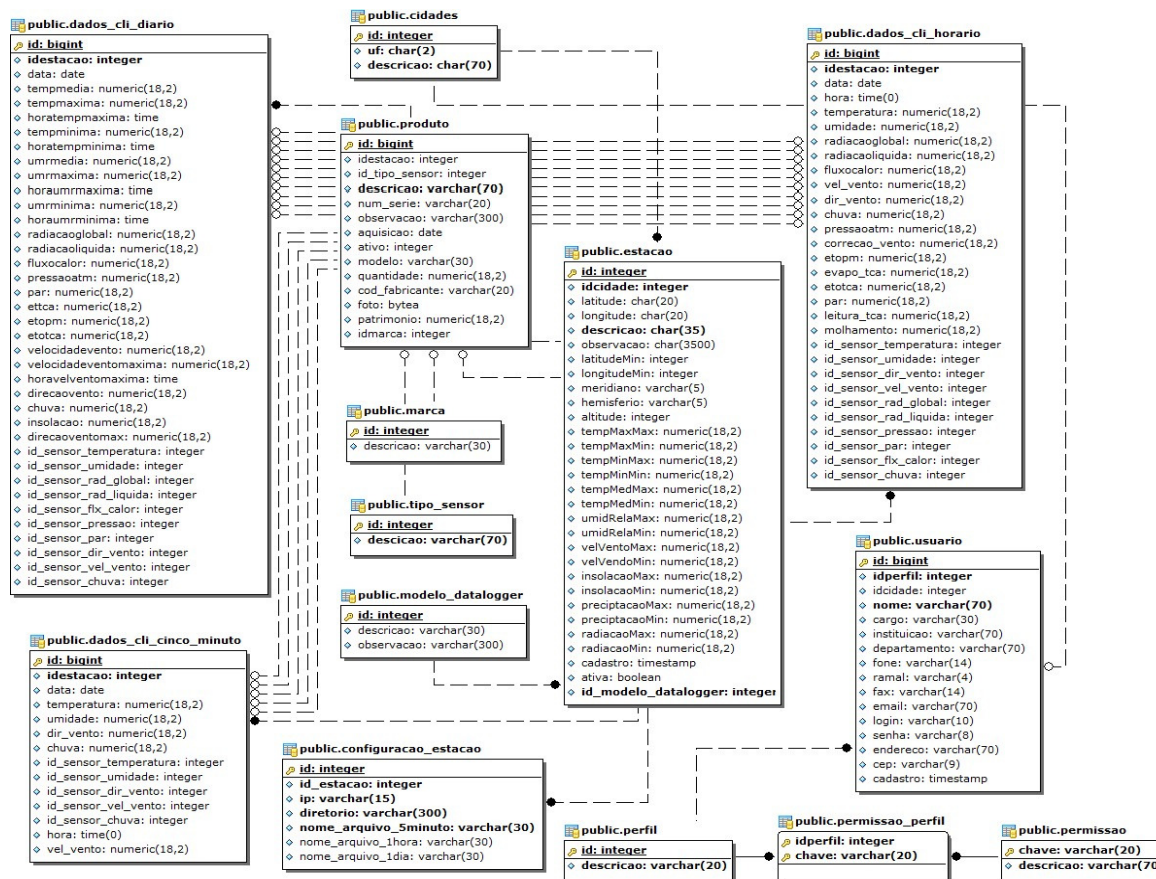 public.dados_cli_diario
id: bigint
idestacao: integer
data: date
tempmedia: numeric(18,2)
tempmaxima: numeric(18,2)
horatempmaxima: time
tempminima: numeric(18,2)
horatempminima: time
umrmedia: numeric(18,2)
umrmaxima: numeric(18,2)
horaumrmaxima: time
umrminima: numeric(18,2)
horaumrminima: time
radiacaoglobal: numeric(18,2)
radiacaoliquida: numeric(18,2)
fluxocalor: numeric(18,2)
pressaoatm: numeric(18,2)
par: numeric(18,2)
ettca: numeric(18,2)
etopm: numeric(18,2)
etotca: numeric(18,2)
velocidadevento: numeric(18,2)
velocidadeventomaxima: numeric(18,2)
horavelventomaxima: time
direcaovento: numeric(18,2)
chuva: numeric(18,2)
insolacao: numeric(18,2)
direcaoventomax: numeric(18,2)
id_sensor_temperatura: integer
id_sensor_umidade: integer
id_sensor_rad_global: integer
id_sensor_rad_liquida: integer
id_sensor_flx_calor: integer
id_sensor_pressao: integer
id_sensor_par: integer
id_sensor_dir_vento: integer
id_sensor_vel_vento: integer
id_sensor_chuva: integer
public.cidades
id: integer
uf: char(2)
descricao: char(70)
public.produto
id: bigint
idestacao: integer
id_tipo_sensor: integer
descricao: varchar(70)
num_serie: varchar(20)
observacao: varchar(300)
aquisicao: date
ativo: integer
modelo: varchar(30)
quantidade: numeric(18,2)
cod_fabricante: varchar(20)
foto: bytea
patrimonio: numeric(18,2)
idmarca: integer
public.marca
id: integer
descricao: varchar(30)
public.tipo_sensor
id: integer
descicao: varchar(70)
public.modelo_datalogger
id: integer
descricao: varchar(30)
observacao: varchar(300)
public.dados_cli_horario
id: bigint
idestacao: integer
data: date
hora: time(0)
temperatura: numeric(18,2)
umidade: numeric(18,2)
radiacaoglobal: numeric(18,2)
radiacaoliquida: numeric(18,2)
fluxocalor: numeric(18,2)
vel_vento: numeric(18,2)
dir_vento: numeric(18,2)
chuva: numeric(18,2)
pressaoatm: numeric(18,2)
correcao_vento: numeric(18,2)
etopm: numeric(18,2)
evapo_tca: numeric(18,2)
etotca: numeric(18,2)
par: numeric(18,2)
leitura_tca: numeric(18,2)
molhamento: numeric(18,2)
id_sensor_temperatura: integer
id_sensor_umidade: integer
id_sensor_dir_vento: integer
id_sensor_vel_vento: integer
id_sensor_rad_global: integer
id_sensor_rad_liquida: integer
id_sensor_pressao: integer
id_sensor_par: integer
id_sensor_flx_calor: integer
id_sensor_chuva: integer
public.estacao
id: integer
idcidade: integer
latitude: char(20)
longitude: char(20)
descricao: char(35)
observacao: char(3500)
latitudeMin: integer
longitudeMin: integer
meridiano: varchar(5)
hemisferio: varchar(5)
altitude: integer
tempMaxMax: numeric(18,2)
tempMaxMin: numeric(18,2)
tempMinMax: numeric(18,2)
tempMinMin: numeric(18,2)
tempMedMax: numeric(18,2)
tempMedMin: numeric(18,2)
umidRelaMax: numeric(18,2)
umidRelaMin: numeric(18,2)
velVentoMax: numeric(18,2)
velVendoMin: numeric(18,2)
insolacaoMax: numeric(18,2)
insolacaoMin: numeric(18,2)
preciptacaoMax: numeric(18,2)
preciptacaoMin: numeric(18,2)
radiacaoMax: numeric(18,2)
radiacaoMin: numeric(18,2)
cadastro: timestamp
ativa: boolean
id_modelo_datalogger: integer
public.usuario
id: bigint
idperfil: integer
idcidade: integer
nome: varchar(70)
cargo: varchar(30)
instituicao: varchar(70)
departamento: varchar(70)
fone: varchar(14)
ramal: varchar(4)
fax: varchar(14)
email: varchar(70)
login: varchar(10)
senha: varchar(8)
endereco: varchar(70)
cep: varchar(9)
cadastro: timestamp
public.dados_cli_cinco_minuto
id: bigint
idestacao: integer
data: date
temperatura: numeric(18,2)
umidade: numeric(18,2)
dir_vento: numeric(18,2)
chuva: numeric(18,2)
id_sensor_temperatura: integer
id_sensor_umidade: integer
id_sensor_dir_vento: integer
id_sensor_vel_vento: integer
id_sensor_chuva: integer
hora: time(0)
vel_vento: numeric(18,2)
public.configuracao_estacao
id: integer
id_estacao: integer
ip: varchar(15)
diretorio: varchar(300)
nome_arquivo_5minuto: varchar(30)
nome_arquivo_1hora: varchar(30)
nome_arquivo_1dia: varchar(30)
public.perfil
id: integer
descricao: varchar(20)
public.permissao_perfil
idperfil: integer
chave: varchar(20)
public.permissao
chave: varchar(20)
descricao: varchar(70